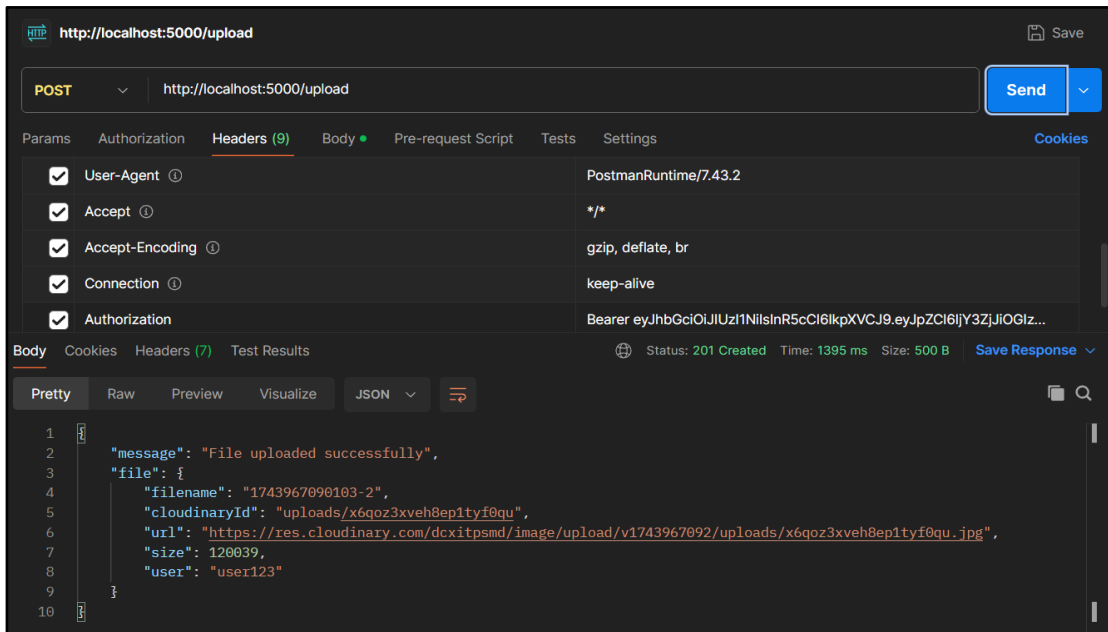 HTTP http://localhost:5000/upload Save
POST http://localhost:5000/upload Send
Params Authorization Headers (9) Body Pre-request Script Tests Settings Cookies
User-Agent PostmanRuntime/7.43.2
Accept */*
Accept-Encoding gzip, deflate, br
Connection keep-alive
Authorization Bearer eyJhbGciOiJIUzI1NiIsInR5cCI6IkpXVCJ9.eyJpZCI6IjY3ZjJiOGIz...
Body Cookies Headers (7) Test Results Status: 201 Created Time: 1395 ms Size: 500 B Save Response
Pretty Raw Preview Visualize JSON
1 {
2 "message": "File uploaded successfully",
3 "file": {
4 "filename": "1743967090103-2",
5 "cloudinaryId": "uploads/x6qoz3xveh8ep1tyf0qu",
6 "url": "https://res.cloudinary.com/dcxitpsmd/image/upload/v1743967092/uploads/x6qoz3xveh8ep1tyf0qu.jpg",
7 "size": 120039,
8 "user": "user123"
9 }
10 }